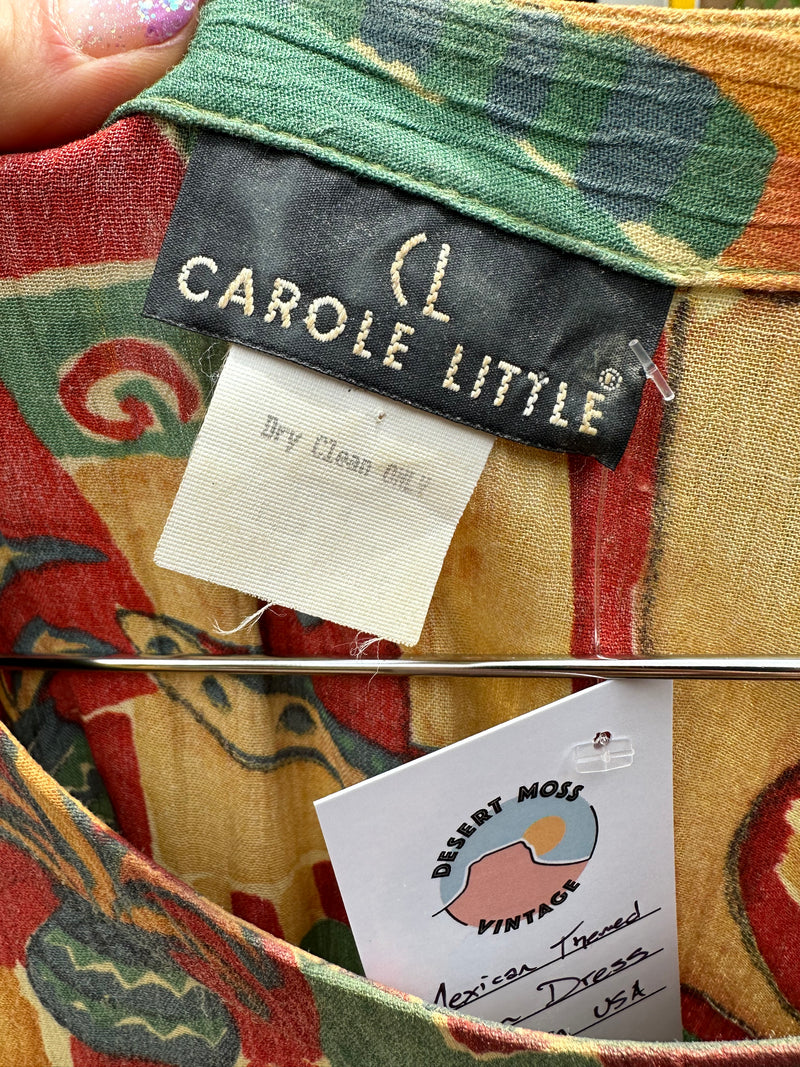 CL
CAROLE LITTLE®
Dry Clean ONLY
DESERT MOSS
VINTAGE
Mexican Themed
Dress
USA